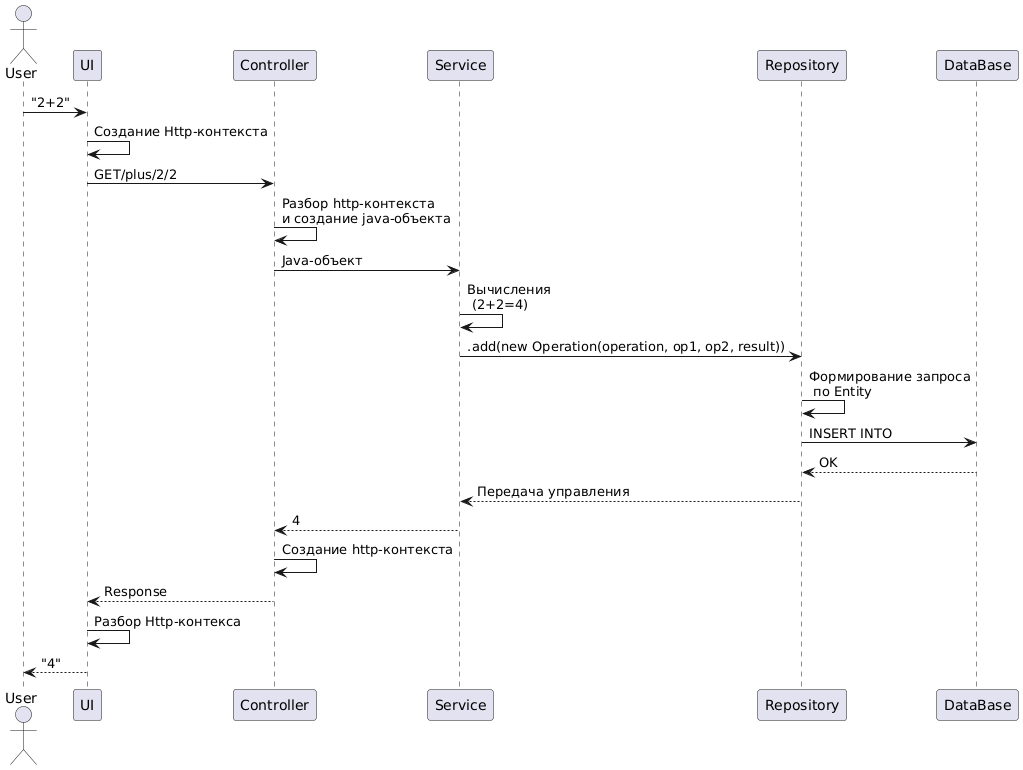 User
UI
Controller
Service
Repository
DataBase
"2+2"
Создание Http-контекста
GET/plus/2/2
Разбор http-контекста
и создание java-объекта
Java-объект
Вычисления
(2+2=4)
.add(new Operation(operation, op1, op2, result))
Формирование запроса
по Entity
INSERT INTO
OK
Передача управления
4
Создание http-контекста
Response
Разбор Http-контекса
"4"
User
UI
Controller
Service
Repository
DataBase